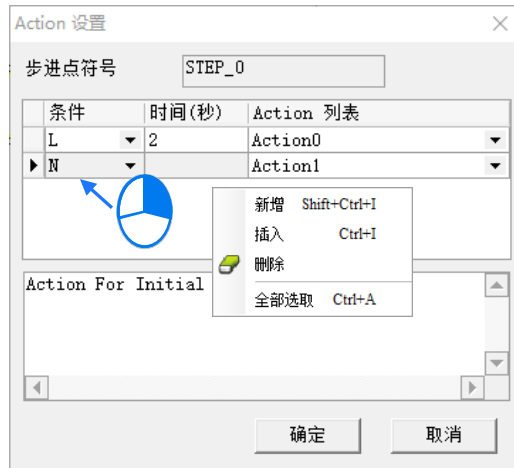 Action 设置
步进点符号 STEP_0
条件 时间(秒) Action 列表
L 2 Action0
N Action1
新增 Shift+Ctrl+I
插入 Ctrl+I
删除
全部选取 Ctrl+A
Action For Initial
确定 取消